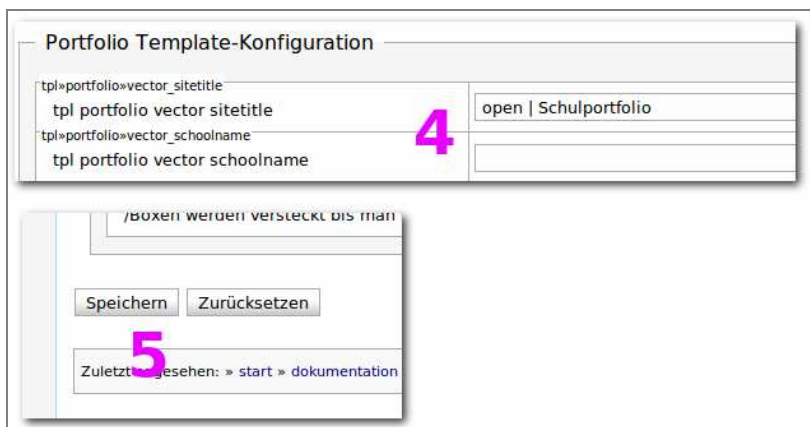 Portfolio Template-Konfiguration
tpl»portfolio»vector_sitetitle
tpl portfolio vector sitetitle
open | Schulportfolio
4
tpl»portfolio»vector_schoolname
tpl portfolio vector schoolname
/Boxen werden versteckt bis man
Speichern Zurücksetzen
5
Zuletzt angesehen: » start » dokumentation